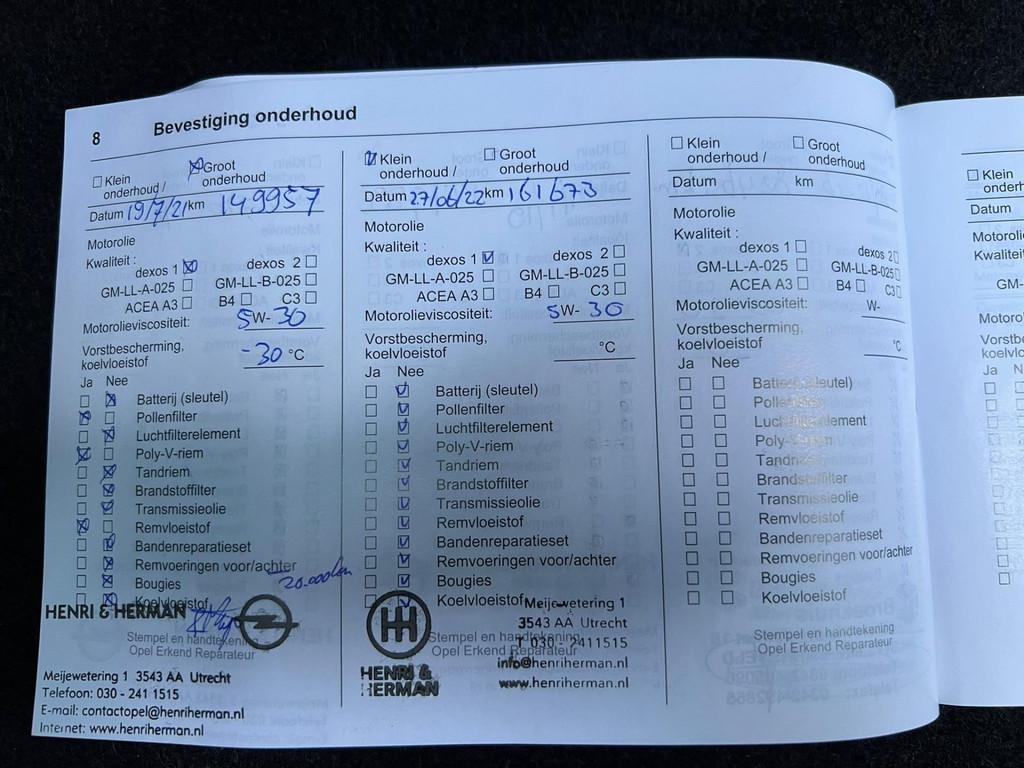 8 Bevestiging onderhoud
Klein onderhoud / Groot onderhoud
Datum 19/7/21 km 149957
Motorolie
Kwaliteit :
dexos 1 dexos 2
GM-LL-A-025 GM-LL-B-025
ACEA A3 B4 C3
Motorolieviscositeit: 5W- 30
Vorstbescherming,
koelvloeistof -30 °C
Ja Nee
Batterij (sleutel)
Pollenfilter
Luchtfilterelement
Poly-V-riem
Tandriem
Brandstoffilter
Transmissieolie
Remvloeistof
Bandenreparatieset
Remvoeringen voor/achter
Bougies
Koelvloeistof
HENRI & HERMAN
Stempel en handtekening
Opel Erkend Reparateur
Meijewetering 1 3543 AA Utrecht
Telefoon: 030 - 241 1515
E-mail: contactopel@henriherman.nl
Internet: www.henriherman.nl
Klein onderhoud / Groot onderhoud
Datum 27/06/22 km 161673
Motorolie
Kwaliteit :
dexos 1 dexos 2
GM-LL-A-025 GM-LL-B-025
ACEA A3 B4 C3
Motorolieviscositeit: 5W- 30
Vorstbescherming,
koelvloeistof °C
Ja Nee
Batterij (sleutel)
Pollenfilter
Luchtfilterelement
Poly-V-riem
Tandriem
Brandstoffilter
Transmissieolie
Remvloeistof
Bandenreparatieset
Remvoeringen voor/achter
Bougies
Koelvloeistof
Meijewetering 1
3543 AA Utrecht
Stempel en handtekening
T 030- 2411515
Opel Erkend Reparateur
info@henriherman.nl
www.henriherman.nl
HENRI &
HERMAN
Klein onderhoud / Groot onderhoud
Datum km
Motorolie
Kwaliteit :
dexos 1 dexos 2
GM-LL-A-025 GM-LL-B-025
ACEA A3 B4 C3
Motorolieviscositeit: W-
Vorstbescherming,
koelvloeistof °C
Ja Nee
Batterij (sleutel)
Pollenfilter
Luchtfilterelement
Poly-V-riem
Tandriem
Brandstoffilter
Transmissieolie
Remvloeistof
Bandenreparatieset
Remvoeringen voor/achter
Bougies
Koelvloeistof
Stempel en handtekening
Opel Erkend Reparateur
Klein
Datum